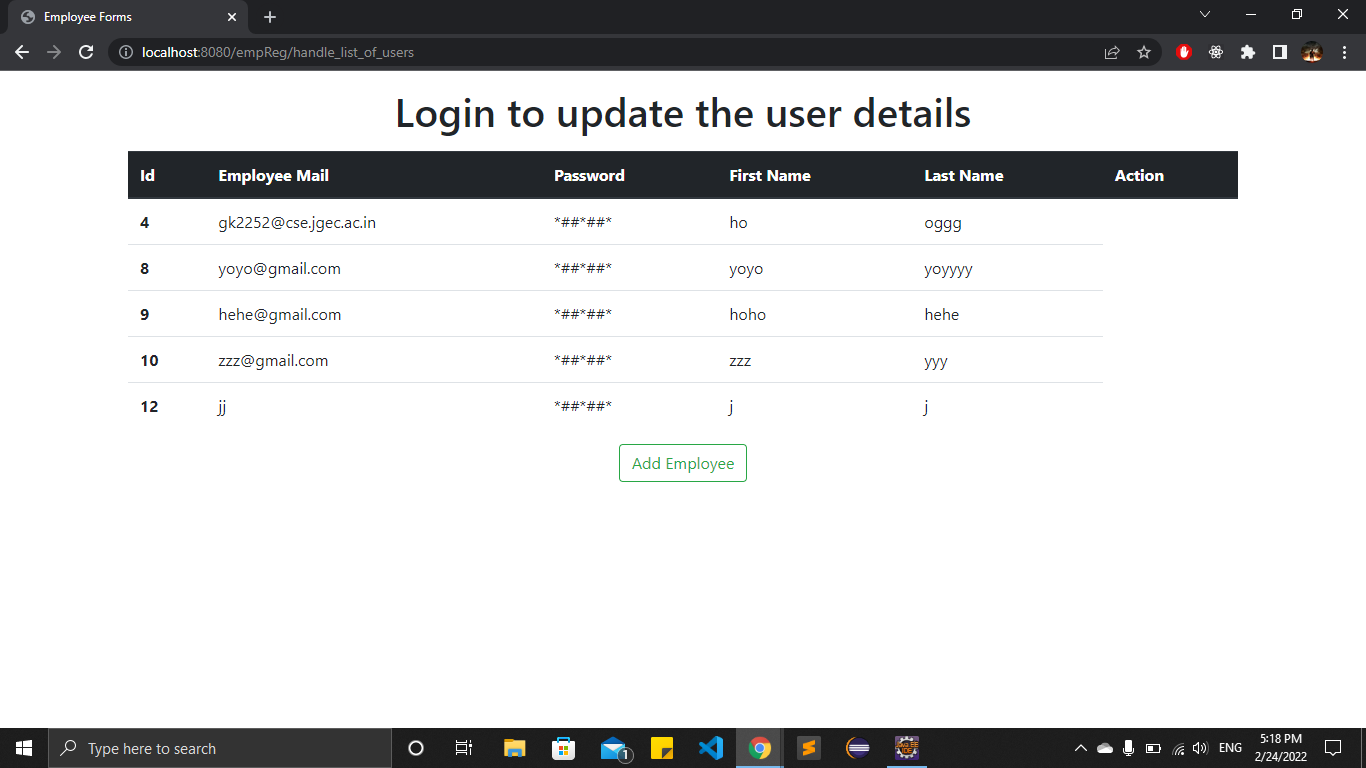 Employee Forms
localhost:8080/empReg/handle_list_of_users
Login to update the user details
Id Employee Mail Password First Name Last Name Action
4 gk2252@cse.jgec.ac.in *##*##* ho oggg
8 yoyo@gmail.com *##*##* yoyo yoyyyy
9 hehe@gmail.com *##*##* hoho hehe
10 zzz@gmail.com *##*##* zzz yyy
12 jj *##*##* j j
Add Employee
Type here to search
1
ENG
5:18 PM
2/24/2022